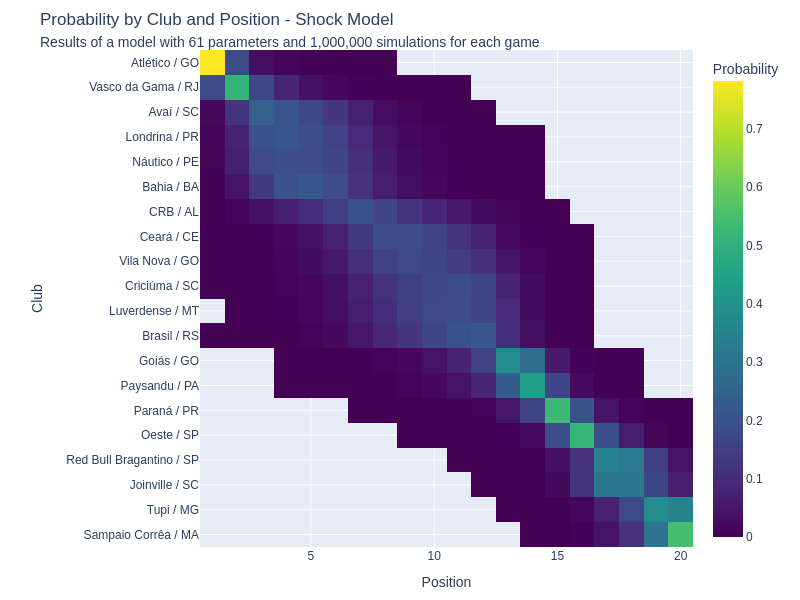 Probability by Club and Position - Shock Model
Results of a model with 61 parameters and 1,000,000 simulations for each game
Probability
Club
Atlético / GO
Vasco da Gama / RJ
Avaí / SC
Londrina / PR
Náutico / PE
Bahia / BA
CRB / AL
Ceará / CE
Vila Nova / GO
Criciúma / SC
Luverdense / MT
Brasil / RS
Goiás / GO
Paysandu / PA
Paraná / PR
Oeste / SP
Red Bull Bragantino / SP
Joinville / SC
Tupi / MG
Sampaio Corrêa / MA
0.7
0.6
0.5
0.4
0.3
0.2
0.1
0
5 10 15 20
Position